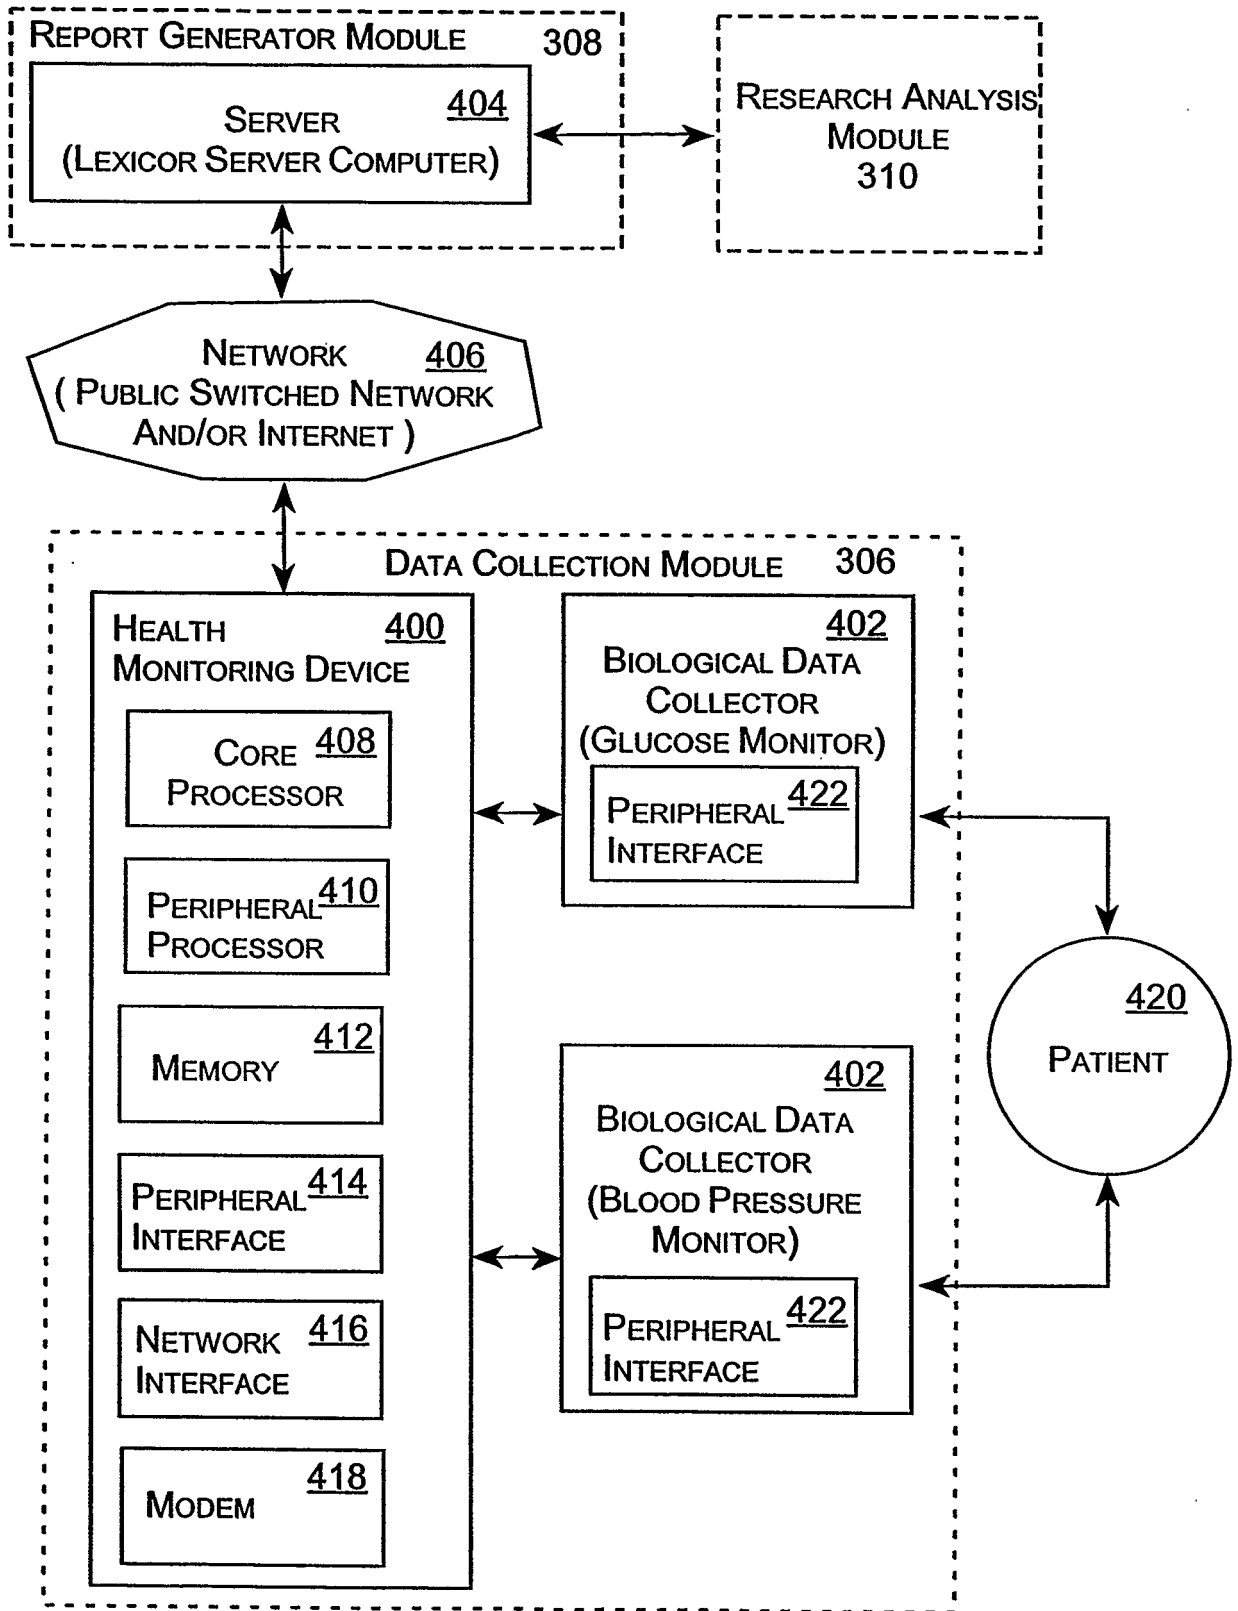 REPORT GENERATOR MODULE 308
404
SERVER
(LEXICOR SERVER COMPUTER)
RESEARCH ANALYSIS
MODULE
310
NETWORK 406
( PUBLIC SWITCHED NETWORK
AND/OR INTERNET )
DATA COLLECTION MODULE 306
HEALTH 400
MONITORING DEVICE
CORE 408
PROCESSOR
PERIPHERAL 410
PROCESSOR
MEMORY 412
PERIPHERAL 414
INTERFACE
NETWORK 416
INTERFACE
MODEM 418
402
BIOLOGICAL DATA
COLLECTOR
(GLUCOSE MONITOR)
PERIPHERAL 422
INTERFACE
402
BIOLOGICAL DATA
COLLECTOR
(BLOOD PRESSURE
MONITOR)
PERIPHERAL 422
INTERFACE
420
PATIENT